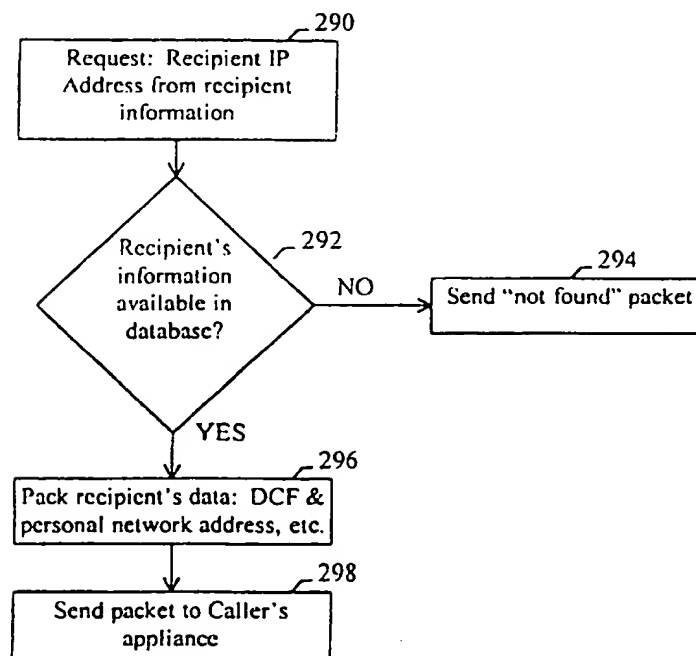 290
Request: Recipient IP
Address from recipient
information
292
Recipient's
information
available in
database?
NO
294
Send "not found" packet
YES
296
Pack recipient's data: DCF &
personal network address, etc.
298
Send packet to Caller's
appliance